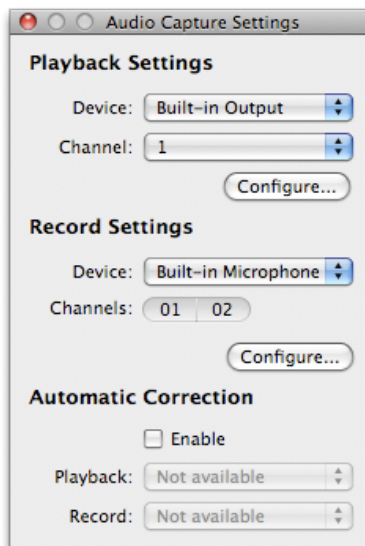 Audio Capture Settings
Playback Settings
Device: Built-in Output
Channel: 1
Configure...
Record Settings
Device: Built-in Microphone
Channels: 01 02
Configure...
Automatic Correction
Enable
Playback: Not available
Record: Not available